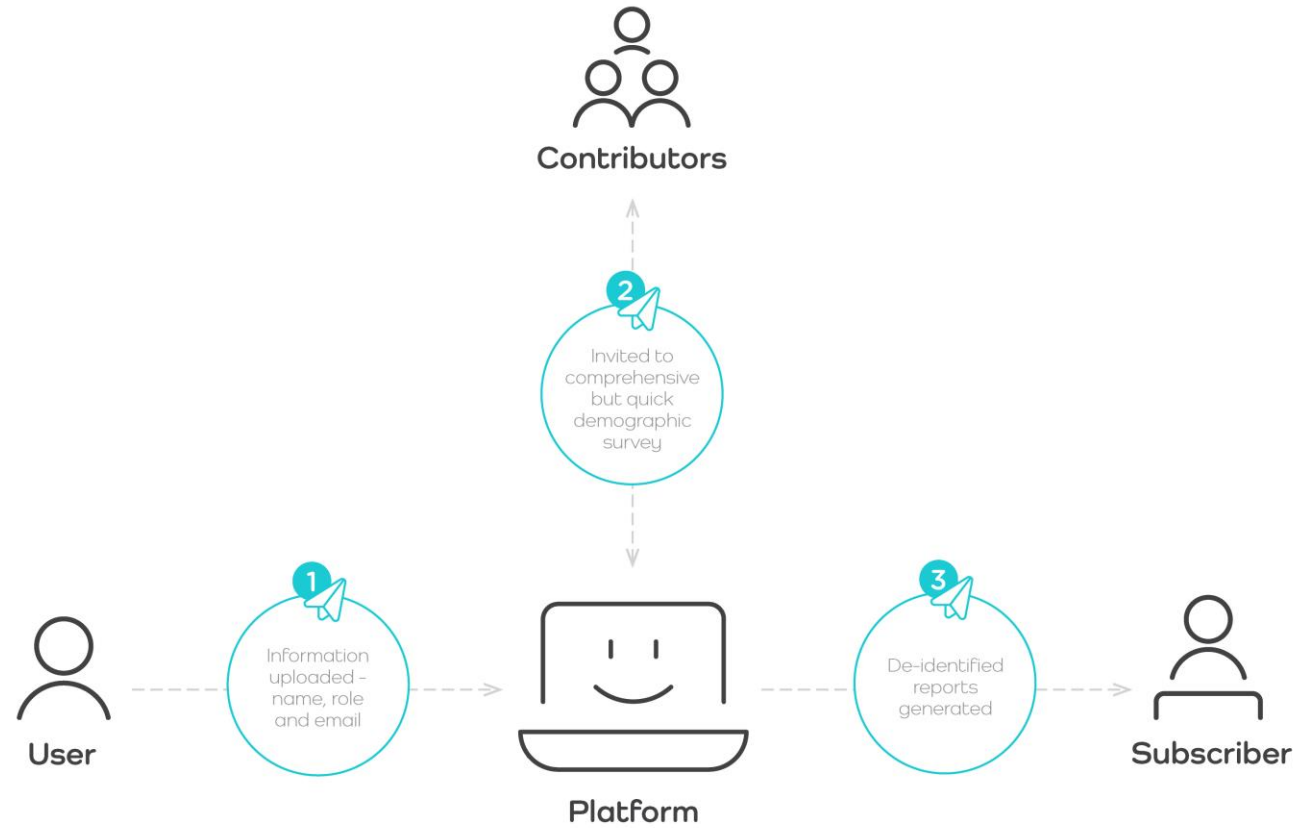 Contributors
2
Invited to
comprehensive
but quick
demographic
survey
1
Information
uploaded -
name, role
and email
User
Platform
3
De-identified
reports
generated
Subscriber